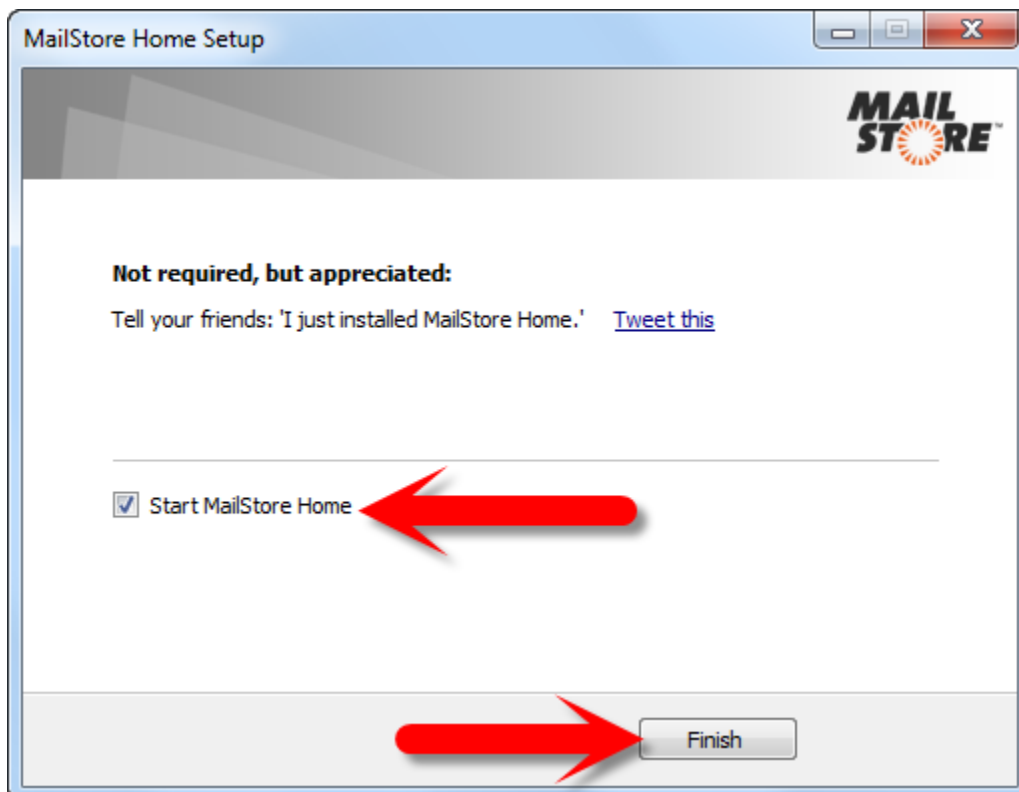 MailStore Home Setup
MAIL
STORE™
Not required, but appreciated:
Tell your friends: 'I just installed MailStore Home.' Tweet this
Start MailStore Home
Finish